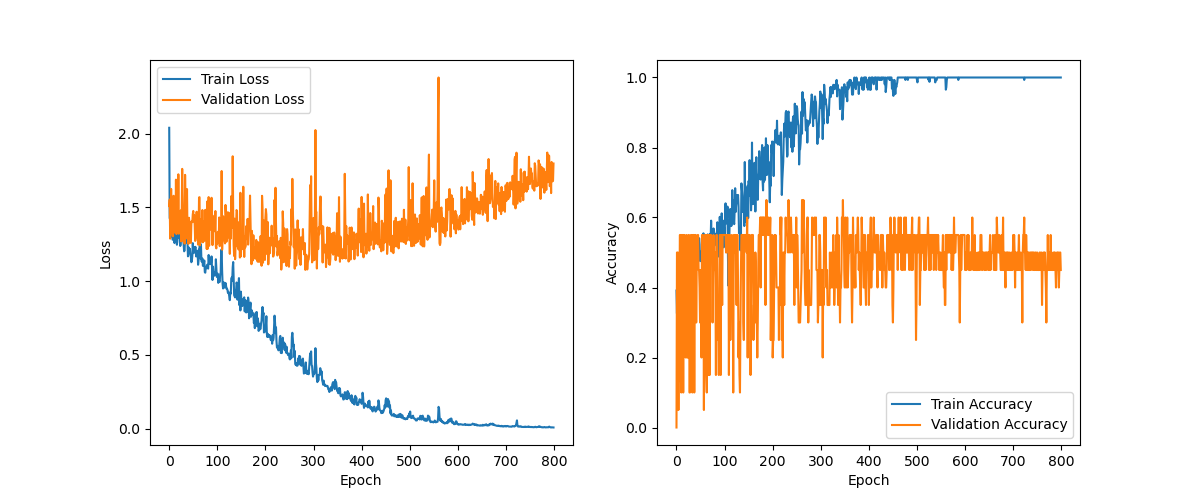 Train Loss
Validation Loss
2.0
1.5
1.0
0.5
0.0
Loss
0 100 200 300 400 500 600 700 800
Epoch
1.0
0.8
0.6
0.4
0.2
0.0
Accuracy
Train Accuracy
Validation Accuracy
0 100 200 300 400 500 600 700 800
Epoch